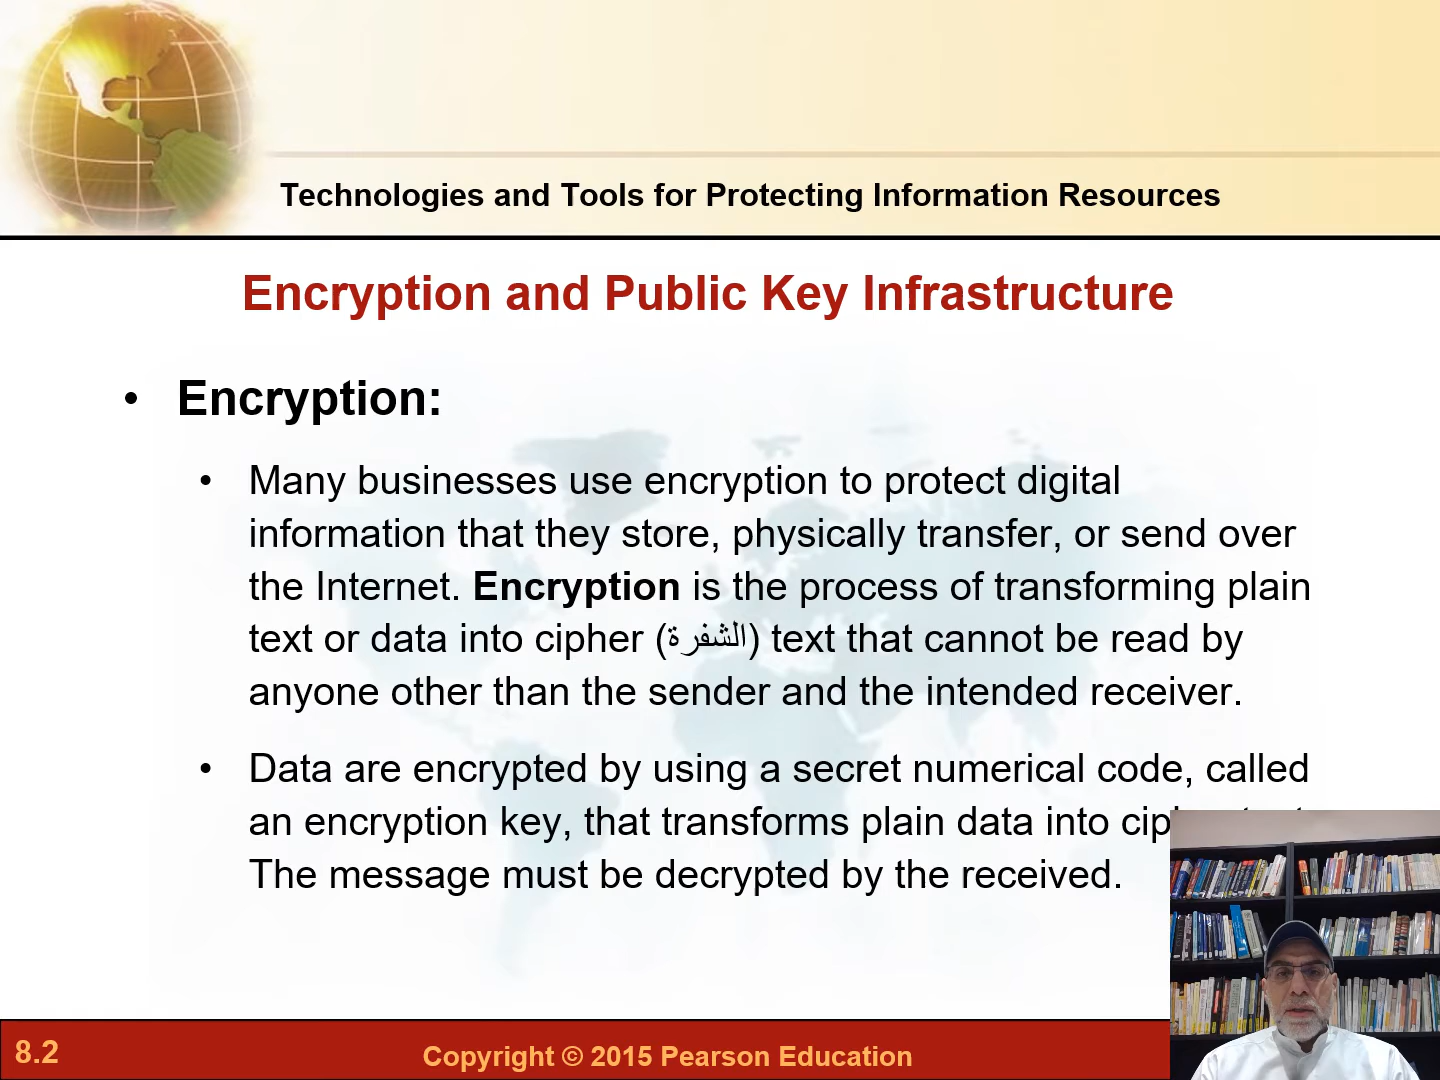 Technologies and Tools for Protecting Information Resources
Encryption and Public Key Infrastructure
• Encryption:
• Many businesses use encryption to protect digital
information that they store, physically transfer, or send over
the Internet. Encryption is the process of transforming plain
text or data into cipher (الشفرة) text that cannot be read by
anyone other than the sender and the intended receiver.
• Data are encrypted by using a secret numerical code, called
an encryption key, that transforms plain data into
The message must be decrypted by the received.
8.2
Copyright © 2015 Pearson Education